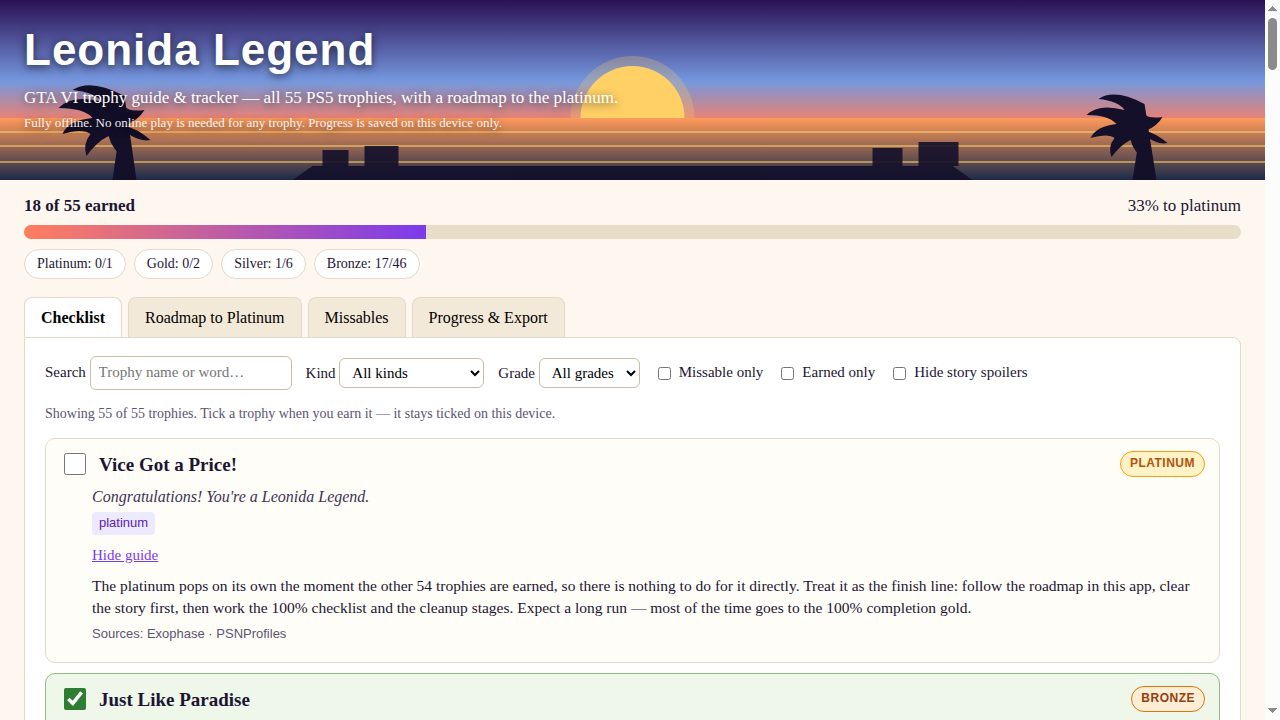 Leonida Legend
GTA VI trophy guide & tracker — all 55 PS5 trophies, with a roadmap to the platinum.
Fully offline. No online play is needed for any trophy. Progress is saved on this device only.
18 of 55 earned
33% to platinum
Platinum: 0/1
Gold: 0/2
Silver: 1/6
Bronze: 17/46
Checklist
Roadmap to Platinum
Missables
Progress & Export
Search Trophy name or word…
Kind All kinds
Grade All grades
Missable only
Earned only
Hide story spoilers
Showing 55 of 55 trophies. Tick a trophy when you earn it — it stays ticked on this device.
Vice Got a Price!
PLATINUM
Congratulations! You're a Leonida Legend.
platinum
Hide guide
The platinum pops on its own the moment the other 54 trophies are earned, so there is nothing to do for it directly. Treat it as the finish line: follow the roadmap in this app, clear
the story first, then work the 100% checklist and the cleanup stages. Expect a long run — most of the time goes to the 100% completion gold.
Sources: Exophase · PSNProfiles
Just Like Paradise
BRONZE